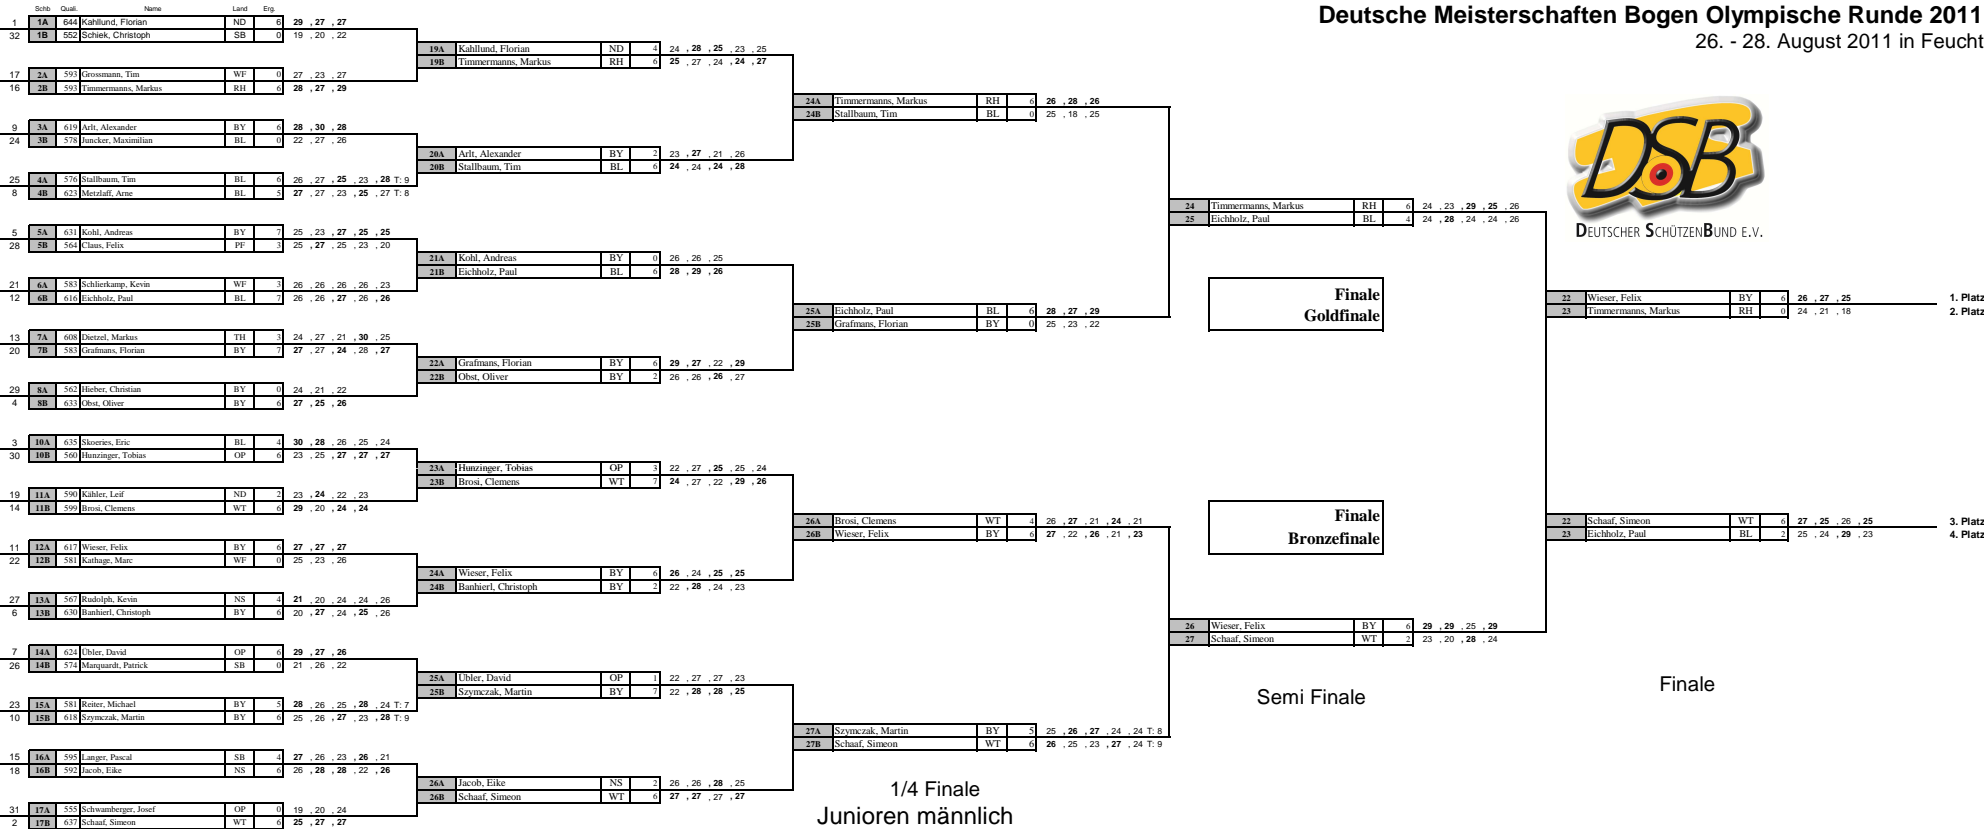 Deutsche Meisterschaften Bogen Olympische Runde 2011
26. - 28. August 2011 in Feucht
Schb Quali. Name Land Erg.
1 1A 644 Kahllund, Florian ND 6 29 , 27 , 27
32 1B 552 Schiek, Christoph SB 0 19 , 20 , 22
17 2A 593 Grossmann, Tim WF 0 27 , 23 , 27
16 2B 593 Timmermanns, Markus RH 6 28 , 27 , 29
9 3A 619 Arlt, Alexander BY 6 28 , 30 , 28
24 3B 578 Juncker, Maximilian BL 0 22 , 27 , 26
25 4A 576 Stallbaum, Tim BL 6 26 , 27 , 25 , 23 , 28 T: 9
8 4B 623 Metzlaff, Arne BL 5 27 , 27 , 23 , 25 , 27 T: 8
5 5A 631 Kohl, Andreas BY 7 25 , 23 , 27 , 25 , 25
28 5B 564 Claus, Felix PF 3 25 , 27 , 25 , 23 , 20
21 6A 583 Schlierkamp, Kevin WF 3 26 , 26 , 26 , 26 , 23
12 6B 616 Eichholz, Paul BL 7 26 , 26 , 27 , 26 , 26
13 7A 608 Dietzel, Markus TH 3 24 , 27 , 21 , 30 , 25
20 7B 583 Grafmans, Florian BY 7 27 , 27 , 24 , 28 , 27
29 8A 562 Hieber, Christian BY 0 24 , 21 , 22
4 8B 633 Obst, Oliver BY 6 27 , 25 , 26
3 10A 635 Skoeries, Eric BL 4 30 , 28 , 26 , 25 , 24
30 10B 560 Hunzinger, Tobias OP 6 23 , 25 , 27 , 27 , 27
19 11A 590 Kähler, Leif ND 2 23 , 24 , 22 , 23
14 11B 599 Brosi, Clemens WT 6 29 , 20 , 24 , 24
11 12A 617 Wieser, Felix BY 6 27 , 27 , 27
22 12B 581 Kathage, Marc WF 0 25 , 23 , 26
27 13A 567 Rudolph, Kevin NS 4 21 , 20 , 24 , 24 , 26
6 13B 630 Banhierl, Christoph BY 6 20 , 27 , 24 , 25 , 26
7 14A 624 Übler, David OP 6 29 , 27 , 26
26 14B 574 Marquardt, Patrick SB 0 21 , 26 , 22
23 15A 581 Reiter, Michael BY 5 28 , 26 , 25 , 28 , 24 T: 7
10 15B 618 Szymczak, Martin BY 6 25 , 26 , 27 , 23 , 28 T: 9
15 16A 595 Langer, Pascal SB 4 27 , 26 , 23 , 26 , 21
18 16B 592 Jacob, Eike NS 6 26 , 28 , 28 , 22 , 26
31 17A 555 Schwamberger, Josef OP 0 19 , 20 , 24
2 17B 637 Schaaf, Simeon WT 6 25 , 27 , 27
19A Kahllund, Florian ND 4 24 , 28 , 25 , 23 , 25
19B Timmermanns, Markus RH 6 25 , 27 , 24 , 24 , 27
20A Arlt, Alexander BY 2 23 , 27 , 21 , 26
20B Stallbaum, Tim BL 6 24 , 24 , 24 , 28
21A Kohl, Andreas BY 0 26 , 26 , 25
21B Eichholz, Paul BL 6 28 , 29 , 26
22A Grafmans, Florian BY 6 29 , 27 , 22 , 29
22B Obst, Oliver BY 2 26 , 26 , 26 , 27
23A Hunzinger, Tobias OP 3 22 , 27 , 25 , 25 , 24
23B Brosi, Clemens WT 7 24 , 27 , 22 , 29 , 26
24A Wieser, Felix BY 6 26 , 24 , 25 , 25
24B Banhierl, Christoph BY 2 22 , 28 , 24 , 23
25A Übler, David OP 1 22 , 27 , 27 , 23
25B Szymczak, Martin BY 7 22 , 28 , 28 , 25
26A Jacob, Eike NS 2 26 , 26 , 28 , 25
26B Schaaf, Simeon WT 6 27 , 27 , 27 , 27
24A Timmermanns, Markus RH 6 26 , 28 , 26
24B Stallbaum, Tim BL 0 25 , 18 , 25
25A Eichholz, Paul BL 6 28 , 27 , 29
25B Grafmans, Florian BY 0 25 , 23 , 22
26A Brosi, Clemens WT 4 26 , 27 , 21 , 24 , 21
26B Wieser, Felix BY 6 27 , 22 , 26 , 21 , 23
27A Szymczak, Martin BY 5 25 , 26 , 27 , 24 , 24 T: 8
27B Schaaf, Simeon WT 6 26 , 25 , 23 , 27 , 24 T: 9
1/4 Finale
Junioren männlich
24 Timmermanns, Markus RH 6 24 , 23 , 29 , 25 , 26
25 Eichholz, Paul BL 4 24 , 28 , 24 , 24 , 26
Finale
Goldfinale
Finale
Bronzefinale
26 Wieser, Felix BY 6 29 , 29 , 25 , 29
27 Schaaf, Simeon WT 2 23 , 20 , 28 , 24
Semi Finale
DSB
DEUTSCHER SCHÜTZENBUND E.V.
22 Wieser, Felix BY 6 26 , 27 , 25 1. Platz
23 Timmermanns, Markus RH 0 24 , 21 , 18 2. Platz
22 Schaaf, Simeon WT 6 27 , 25 , 26 , 25 3. Platz
23 Eichholz, Paul BL 2 25 , 24 , 29 , 23 4. Platz
Finale